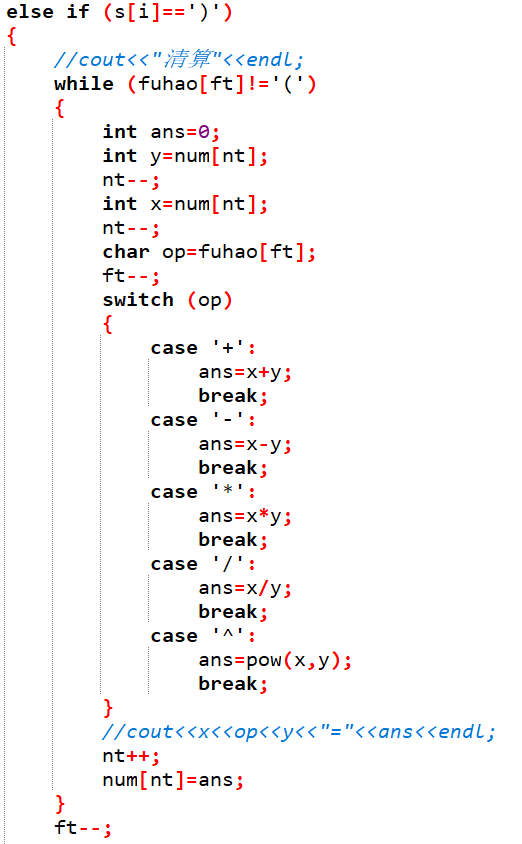 else if (s[i]==')')
{
//cout<<"清算"<<endl;
while (fuhao[ft]!='(')
{
int ans=0;
int y=num[nt];
nt--;
int x=num[nt];
nt--;
char op=fuhao[ft];
ft--;
switch (op)
{
case '+':
ans=x+y;
break;
case '-':
ans=x-y;
break;
case '*':
ans=x*y;
break;
case '/':
ans=x/y;
break;
case '^':
ans=pow(x,y);
break;
}
//cout<<x<<op<<y<<"="<<ans<<endl;
nt++;
num[nt]=ans;
}
ft--;